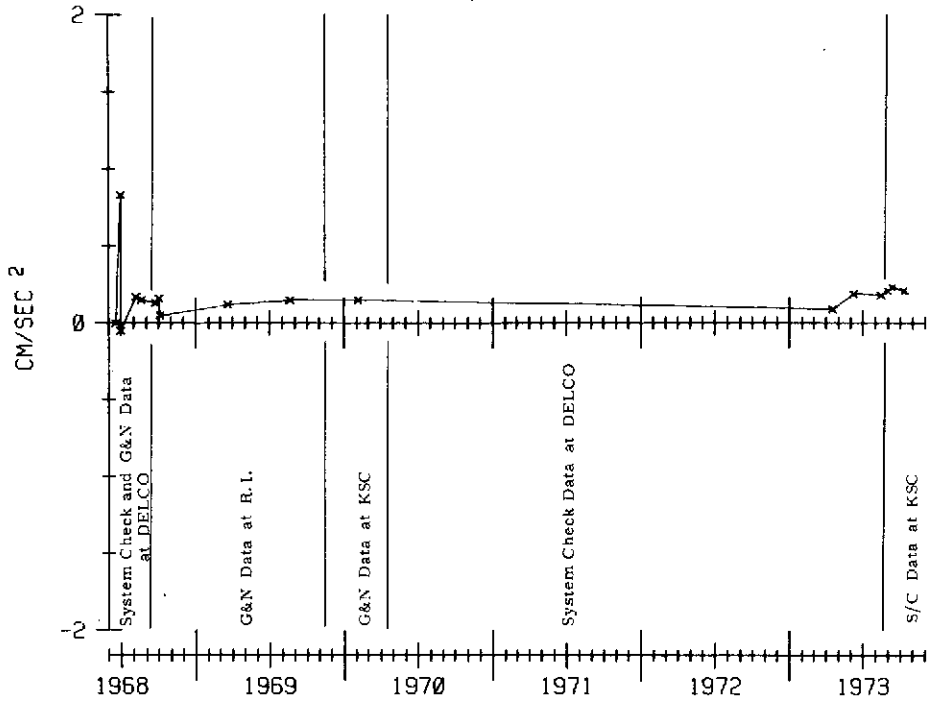 2
CM/SEC 2
0
-2
System Check and G&N Data
at DELCO
G&N Data at R.I.
G&N Data at KSC
System Check Data at DELCO
S/C Data at KSC
1968 1969 1970 1971 1972 1973